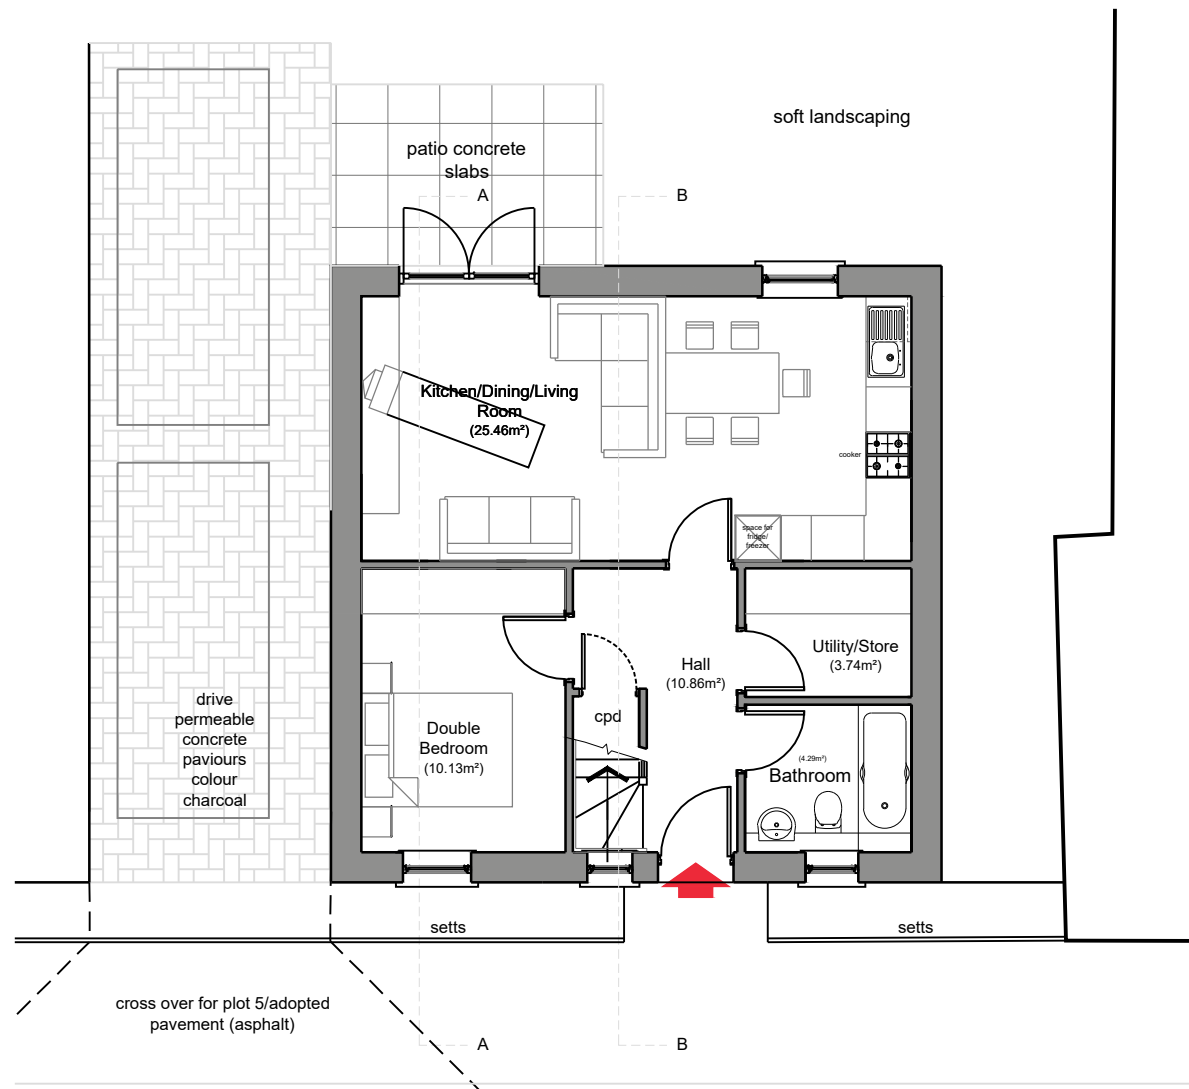 soft landscaping
patio concrete
slabs
A
B
Kitchen/Dining/Living
Room
(25.46m²)
cooker
space for
fridge/
freezer
Utility/Store
(3.74m²)
Hall
(10.86m²)
drive
permeable
concrete
paviours
colour
charcoal
cpd
Double
Bedroom
(10.13m²)
(4.29m²)
Bathroom
setts
setts
cross over for plot 5/adopted
pavement (asphalt)
A
B